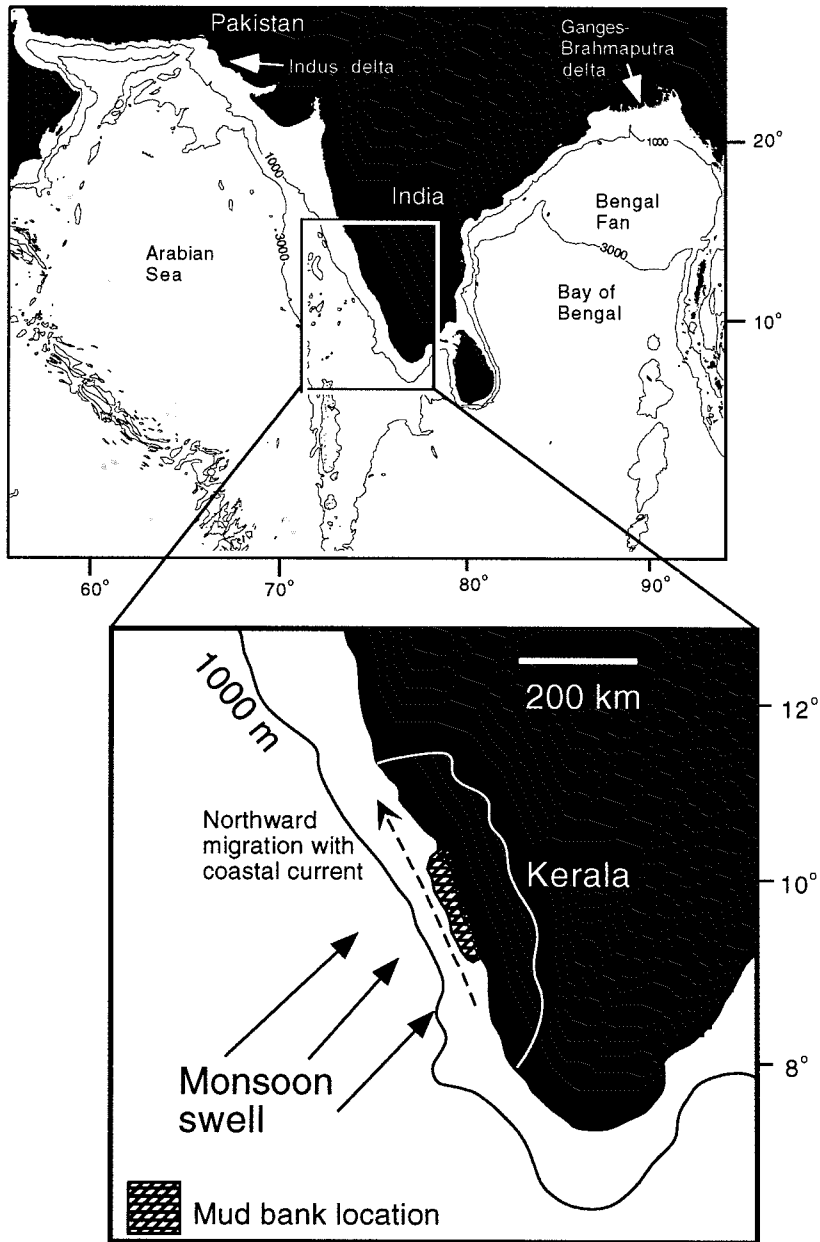 Pakistan
Indus delta
Ganges-
Brahmaputra
delta
1000
20°
1000
India
Bengal
Fan
3000
3000
Arabian
Sea
Bay of
Bengal
10°
60°
70°
80°
90°
200 km
1000 m
12°
Northward
migration with
coastal current
Kerala
10°
Monsoon
swell
8°
Mud bank location